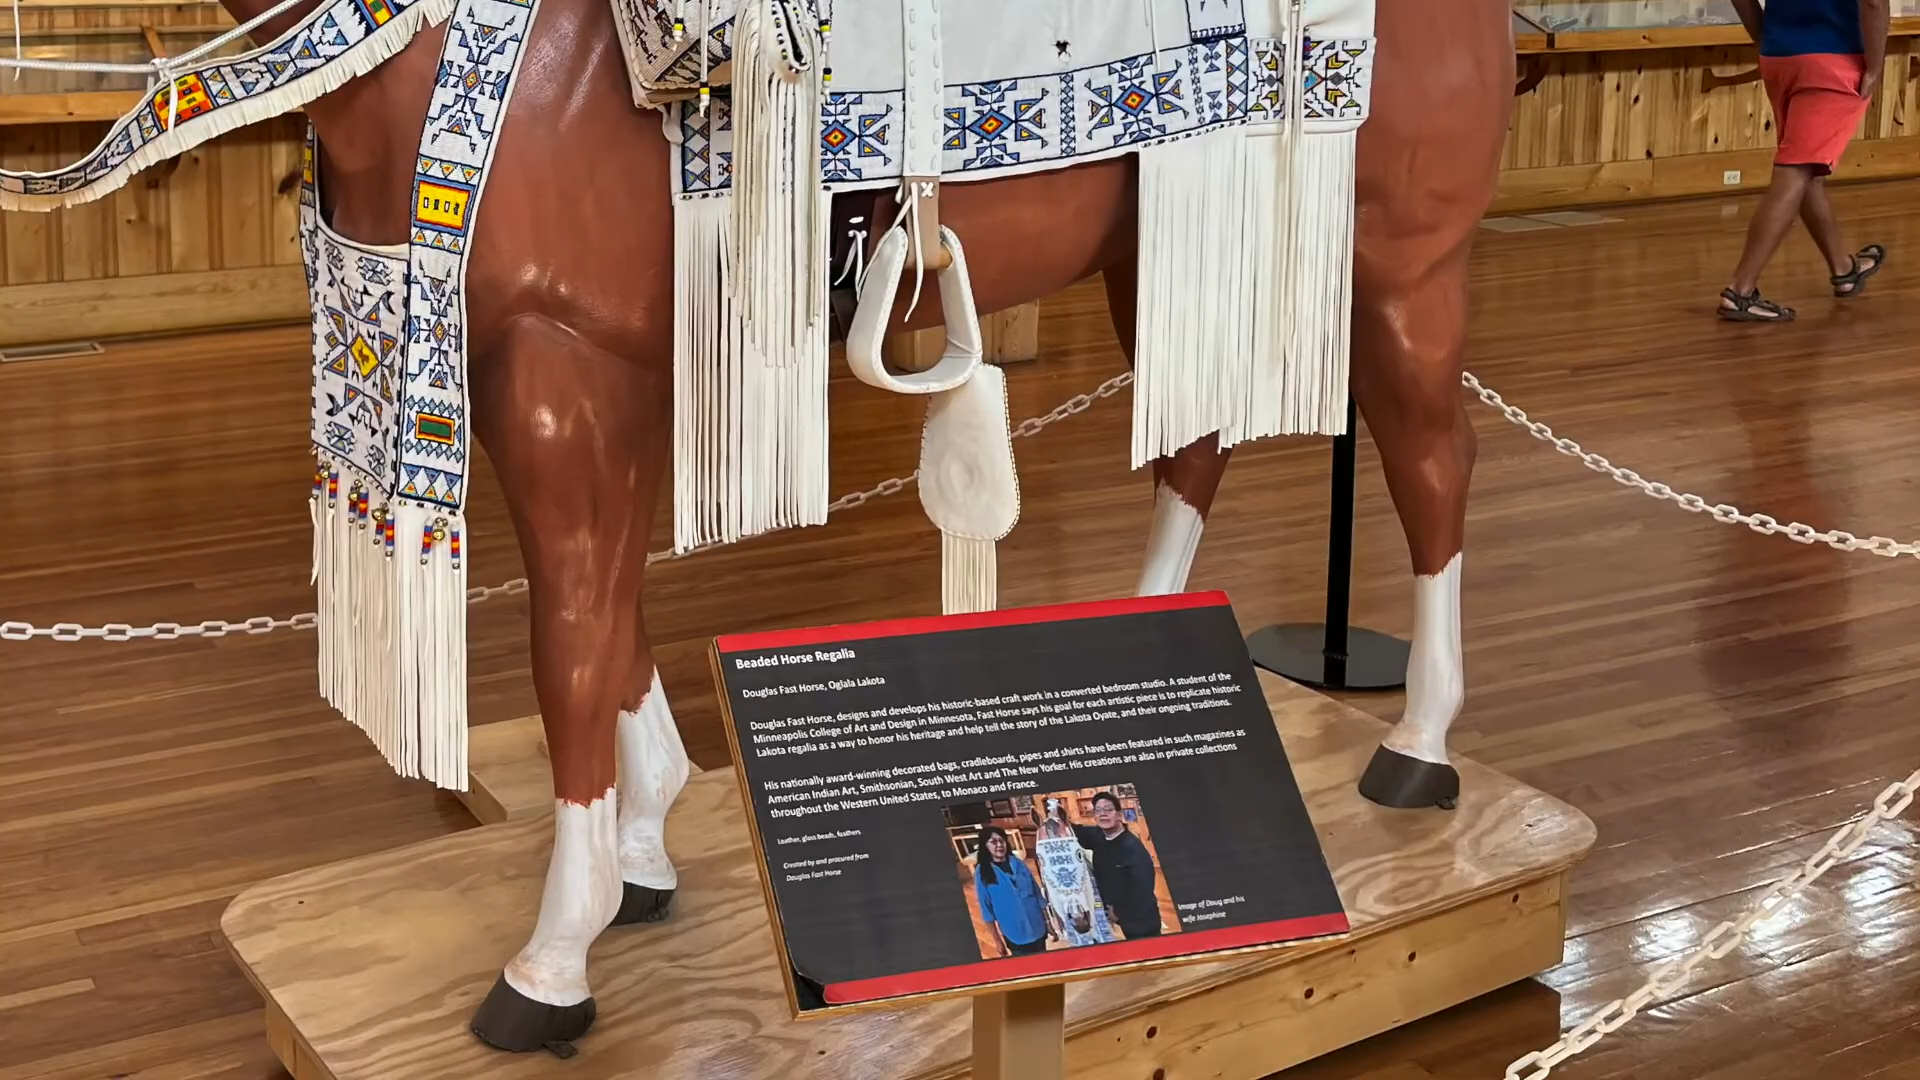 Beaded Horse Regalia
Douglas Fast Horse, Oglala Lakota
Douglas Fast Horse, designs and develops his historic-based craft work in a converted bedroom studio. A student of the
Minneapolis College of Art and Design in Minnesota, Fast Horse says his goal for each artistic piece is to replicate historic
Lakota regalia as a way to honor his heritage and help tell the story of the Lakota Oyate, and their ongoing traditions.
His nationally award-winning decorated bags, cradleboards, pipes and shirts have been featured in such magazines as
American Indian Art, Smithsonian, South West Art and The New Yorker. His creations are also in private collections
throughout the Western United States, to Monaco and France.
Leather, glass beads, feathers
Created by and procured from
Douglas Fast Horse
Image of Doug and his
wife Josephine